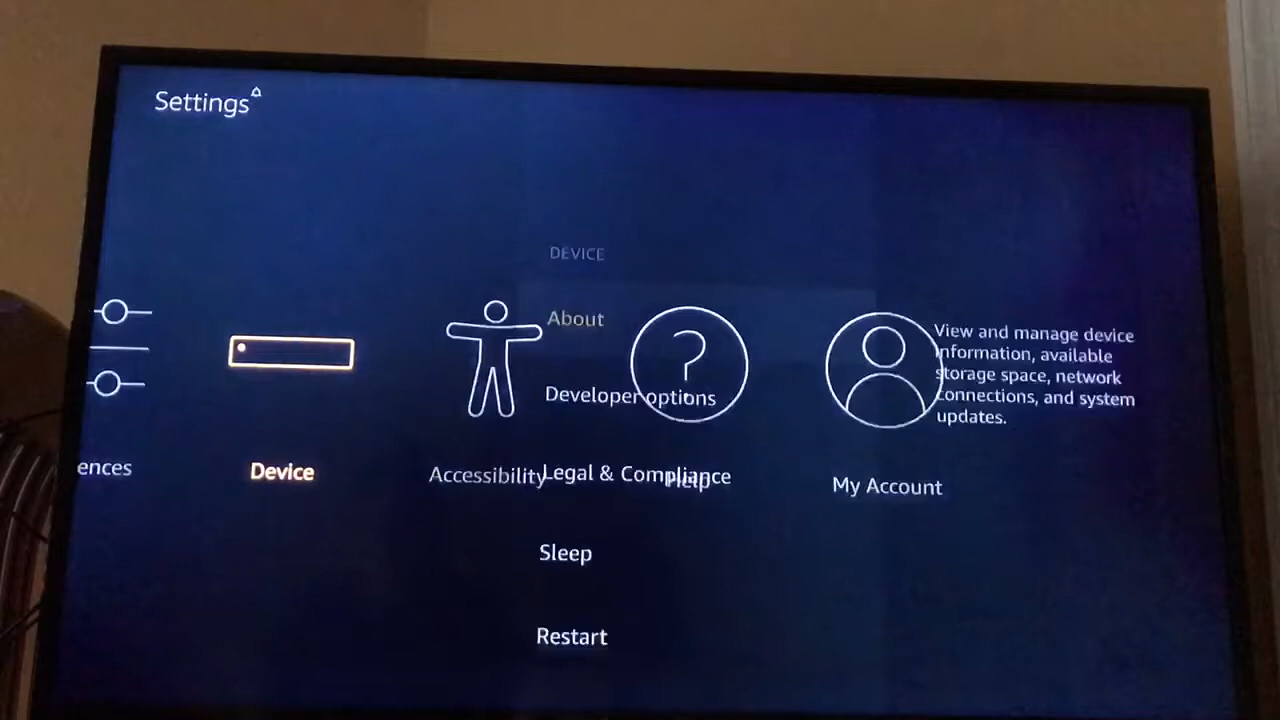 Settings
DEVICE
About
View and manage device
information, available
storage space, network
connections, and system
updates.
Developer options
ences
Device
Accessibility
Legal & Compliance
Help
My Account
Sleep
Restart